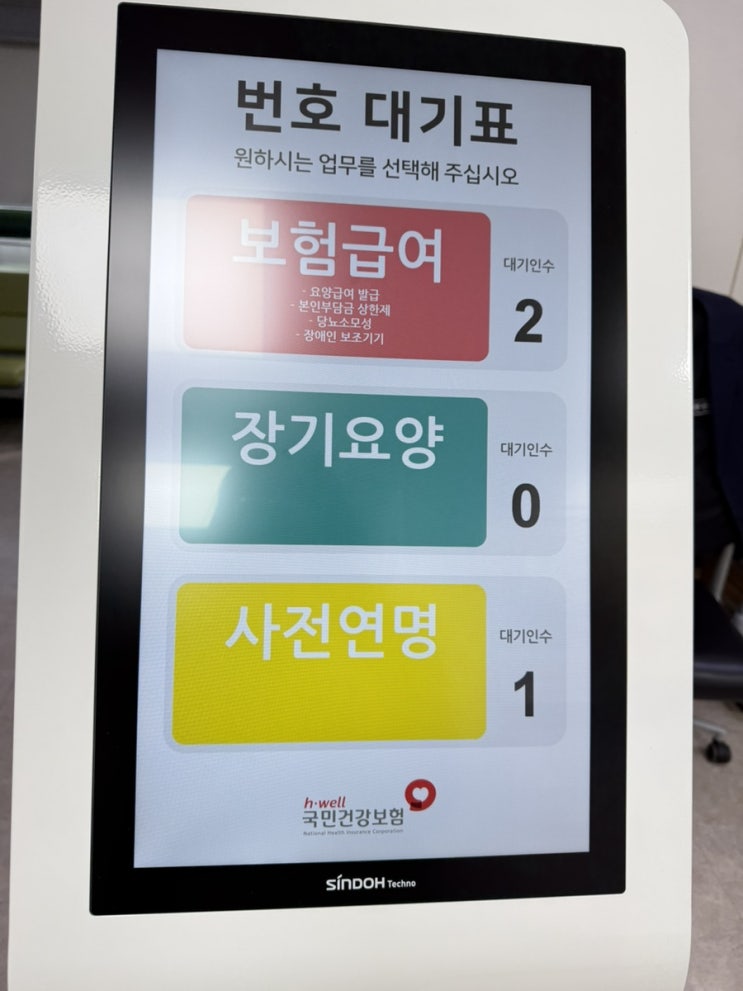 번호 대기표
원하시는 업무를 선택해 주십시오
보험급여
- 요양급여 발급
- 본인부담금 상한제
- 당뇨소모성
- 장애인 보조기기
대기인수
2
장기요양
대기인수
0
사전연명
대기인수
1
h·well
국민건강보험
National Health Insurance Corporation
SINDOH Techno